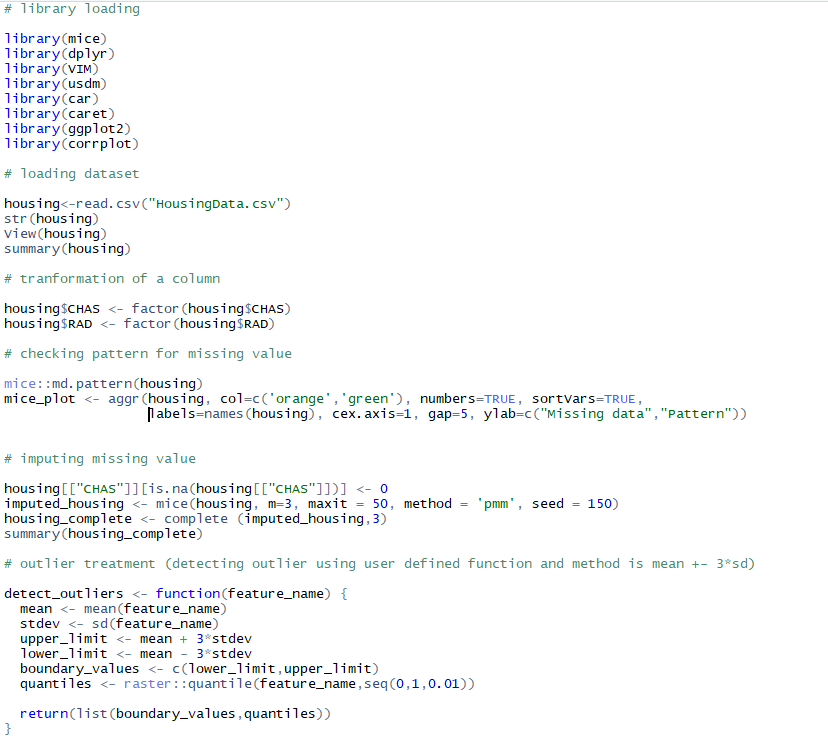 # library loading
library(mice)
library(dplyr)
library(VIM)
library(usdm)
library(car)
library(caret)
library(ggplot2)
library(corrplot)
# loading dataset
housing<-read.csv("HousingData.csv")
str(housing)
View(housing)
summary(housing)
# tranformation of a column
housing$CHAS <- factor(housing$CHAS)
housing$RAD <- factor(housing$RAD)
# checking pattern for missing value
mice::md.pattern(housing)
mice_plot <- aggr(housing, col=c('orange','green'), numbers=TRUE, sortVars=TRUE,
labels=names(housing), cex.axis=1, gap=5, ylab=c("Missing data","Pattern"))
# imputing missing value
housing[["CHAS"]][is.na(housing[["CHAS"]])] <- 0
imputed_housing <- mice(housing, m=3, maxit = 50, method = 'pmm', seed = 150)
housing_complete <- complete (imputed_housing,3)
summary(housing_complete)
# outlier treatment (detecting outlier using user defined function and method is mean +- 3*sd)
detect_outliers <- function(feature_name) {
  mean <- mean(feature_name)
  stdev <- sd(feature_name)
  upper_limit <- mean + 3*stdev
  lower_limit <- mean - 3*stdev
  boundary_values <- c(lower_limit,upper_limit)
  quantiles <- raster::quantile(feature_name,seq(0,1,0.01))
  return(list(boundary_values,quantiles))
}